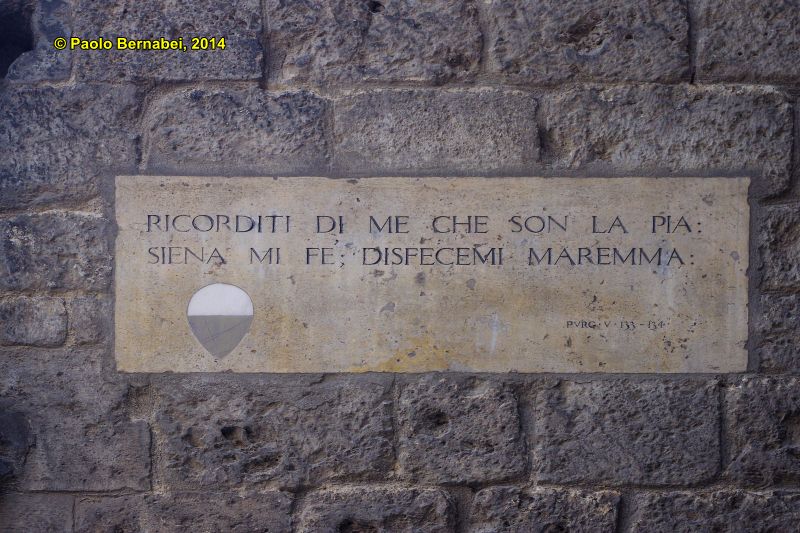 © Paolo Bernabei, 2014
RICORDITI DI ME CHE SON LA PIA:
SIENA MI FE; DISFECEMI MAREMMA:
PVRG · V · 133 - 134